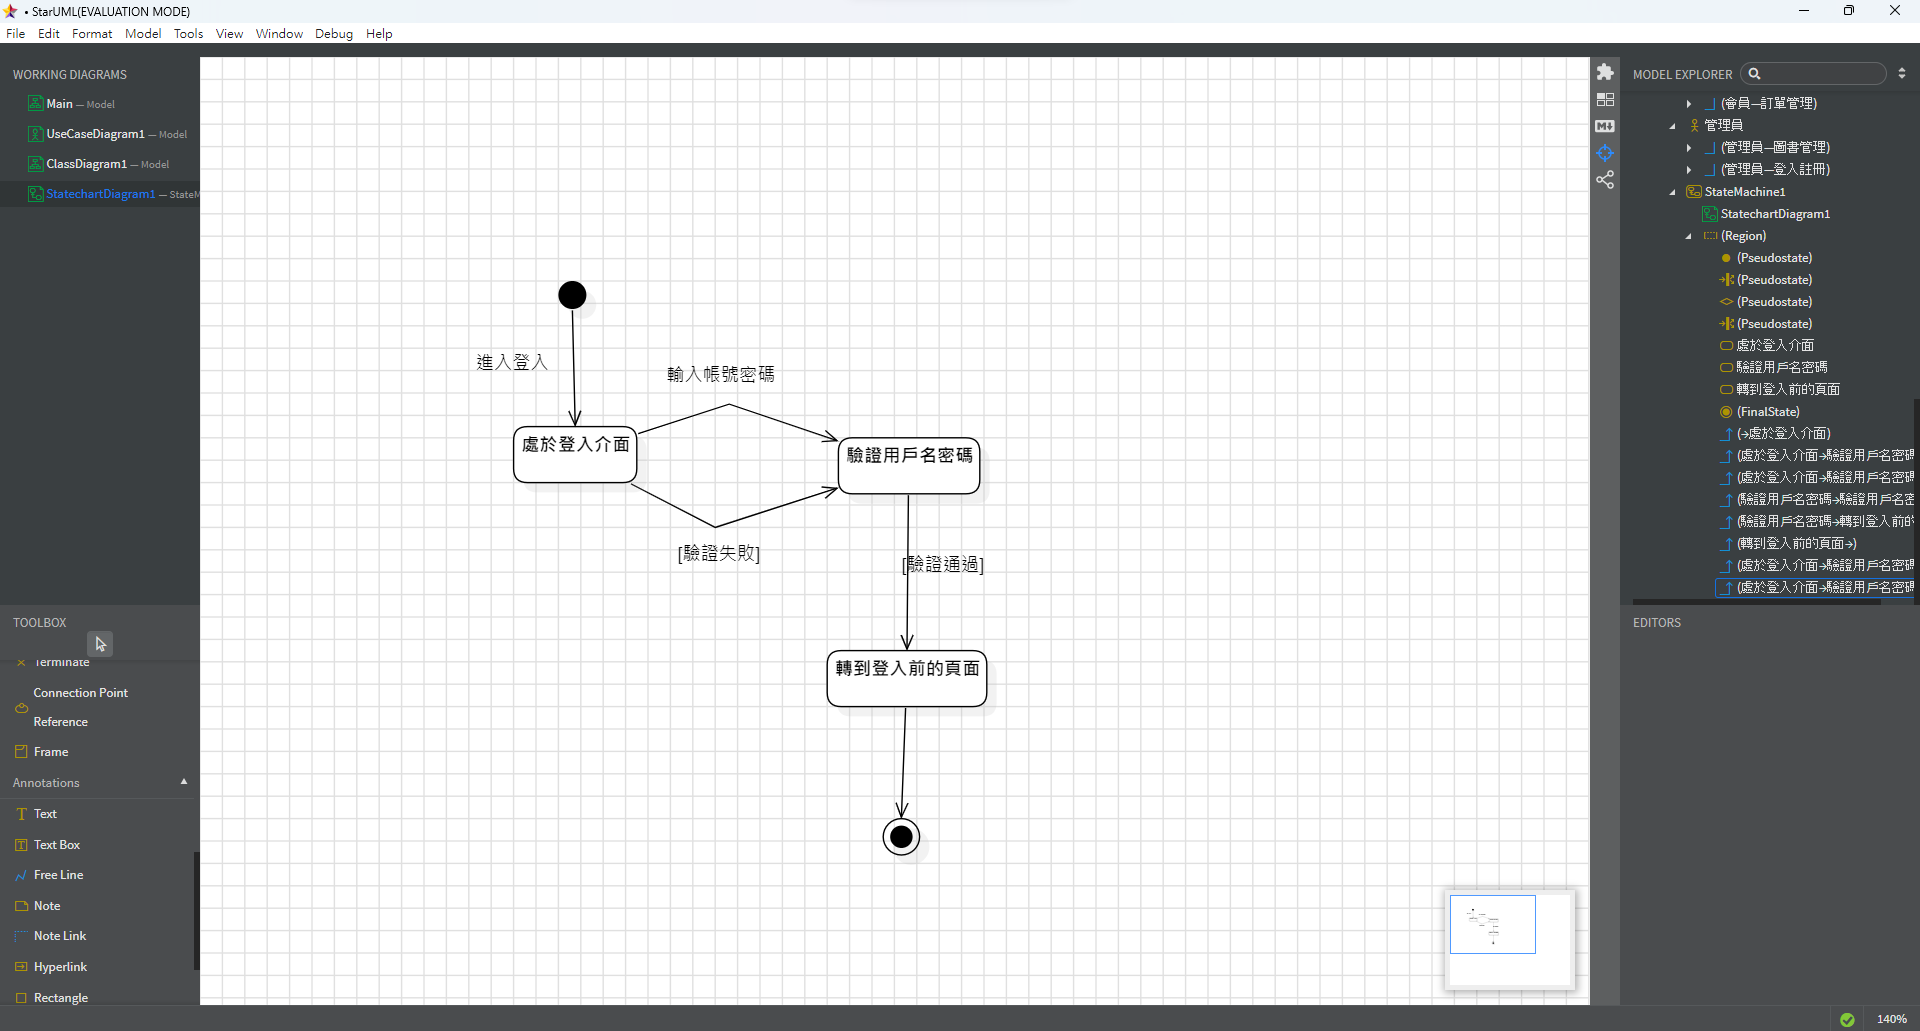 • StarUML(EVALUATION MODE)
File Edit Format Model Tools View Window Debug Help
WORKING DIAGRAMS
Main — Model
UseCaseDiagram1 — Model
ClassDiagram1 — Model
StatechartDiagram1 — StateM
TOOLBOX
Terminate
Connection Point
Reference
Frame
Annotations
Text
Text Box
Free Line
Note
Note Link
Hyperlink
Rectangle
進入登入
輸入帳號密碼
處於登入介面
驗證用戶名密碼
[驗證失敗]
[驗證通過]
轉到登入前的頁面
MODEL EXPLORER
(會員—訂單管理)
管理員
(管理員—圖書管理)
(管理員—登入註冊)
StateMachine1
StatechartDiagram1
(Region)
(Pseudostate)
(Pseudostate)
(Pseudostate)
(Pseudostate)
處於登入介面
驗證用戶名密碼
轉到登入前的頁面
(FinalState)
(→處於登入介面)
(處於登入介面→驗證用戶名密碼
(處於登入介面→驗證用戶名密碼
(驗證用戶名密碼→驗證用戶名密
(驗證用戶名密碼→轉到登入前的
(轉到登入前的頁面→)
(處於登入介面→驗證用戶名密碼
(處於登入介面→驗證用戶名密碼
EDITORS
140%